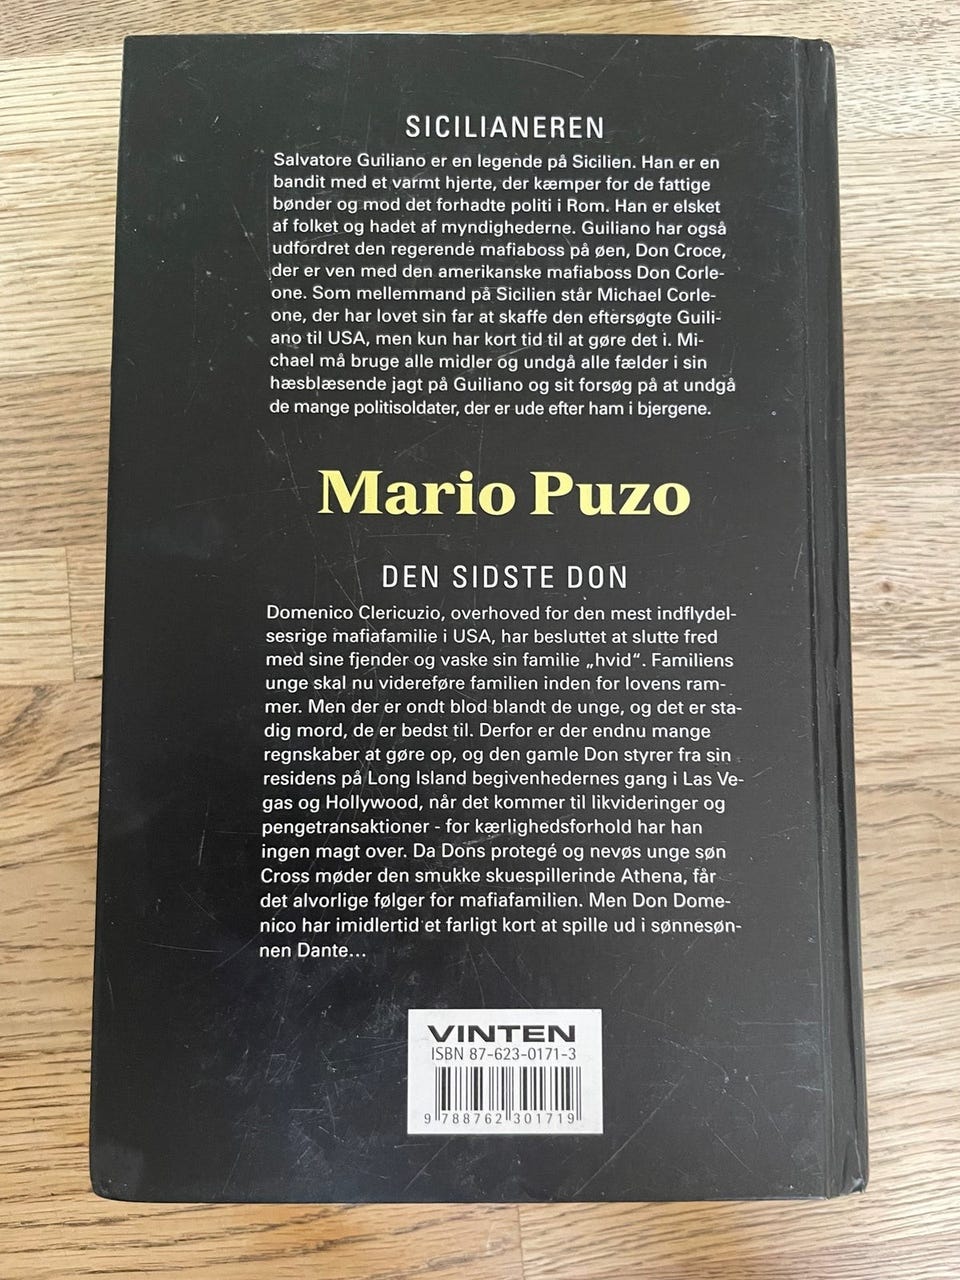 SICILIANEREN
Salvatore Guiliano er en legende på Sicilien. Han er en
bandit med et varmt hjerte, der kæmper for de fattige
bønder og mod det forhadte politi i Rom. Han er elsket
af folket og hadet af myndighederne. Guiliano har også
udfordret den regerende mafiaboss på øen, Don Croce,
der er ven med den amerikanske mafiaboss Don Corle-
one. Som mellemmand på Sicilien står Michael Corle-
one, der har lovet sin far at skaffe den eftersøgte Guili-
ano til USA, men kun har kort tid til at gøre det i. Mi-
chael må bruge alle midler og undgå alle fælder i sin
hæsblæsende jagt på Guiliano og sit forsøg på at undgå
de mange politisoldater, der er ude efter ham i bjergene.
Mario Puzo
DEN SIDSTE DON
Domenico Clericuzio, overhoved for den mest indflydel-
sesrige mafiafamilie i USA, har besluttet at slutte fred
med sine fjender og vaske sin familie „hvid“. Familiens
unge skal nu videreføre familien inden for lovens ram-
mer. Men der er ondt blod blandt de unge, og det er sta-
dig mord, de er bedst til. Derfor er der endnu mange
regnskaber at gøre op, og den gamle Don styrer fra sin
residens på Long Island begivenhedernes gang i Las Ve-
gas og Hollywood, når det kommer til likvideringer og
pengetransaktioner - for kærlighedsforhold har han
ingen magt over. Da Dons protegé og nevøs unge søn
Cross møder den smukke skuespillerinde Athena, får
det alvorlige følger for mafiafamilien. Men Don Dome-
nico har imidlertid et farligt kort at spille ud i sønnesøn-
nen Dante...
VINTEN
ISBN 87-623-0171-3
9 788762 301719